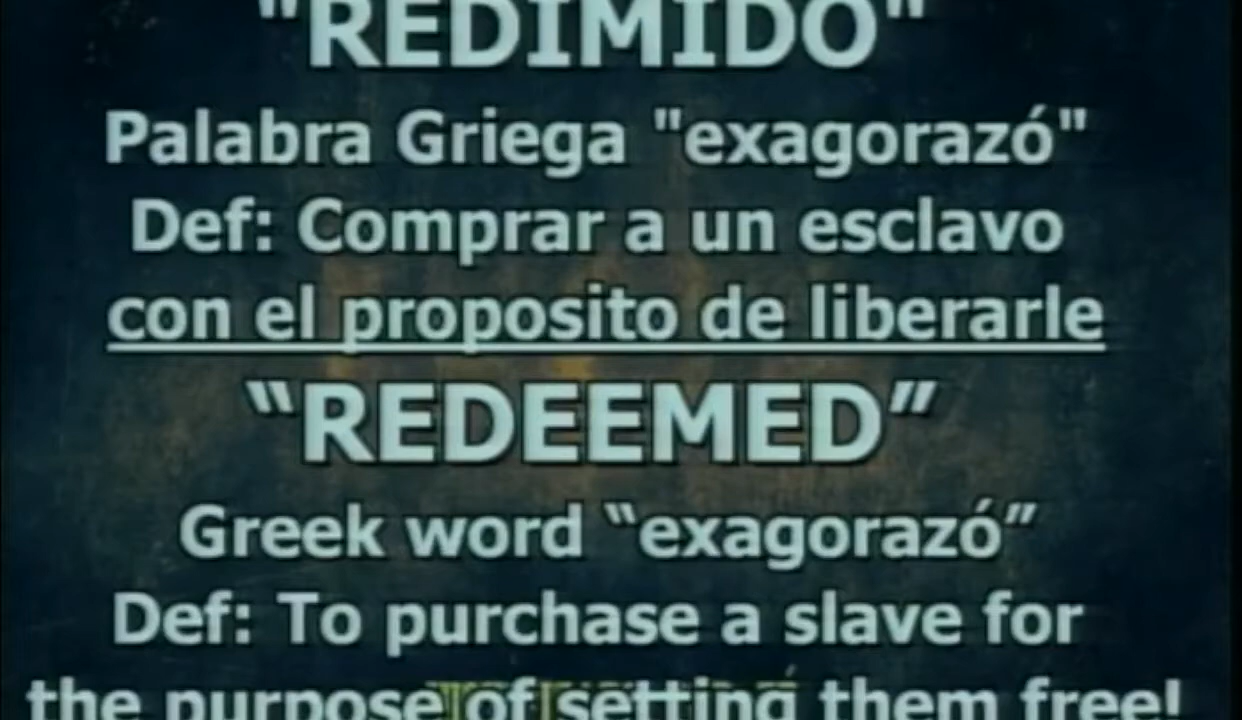 "REDIMIDO"
Palabra Griega "exagorazó"
Def: Comprar a un esclavo
con el proposito de liberarle
“REDEEMED”
Greek word “exagorazó”
Def: To purchase a slave for
the purpose of setting them free!